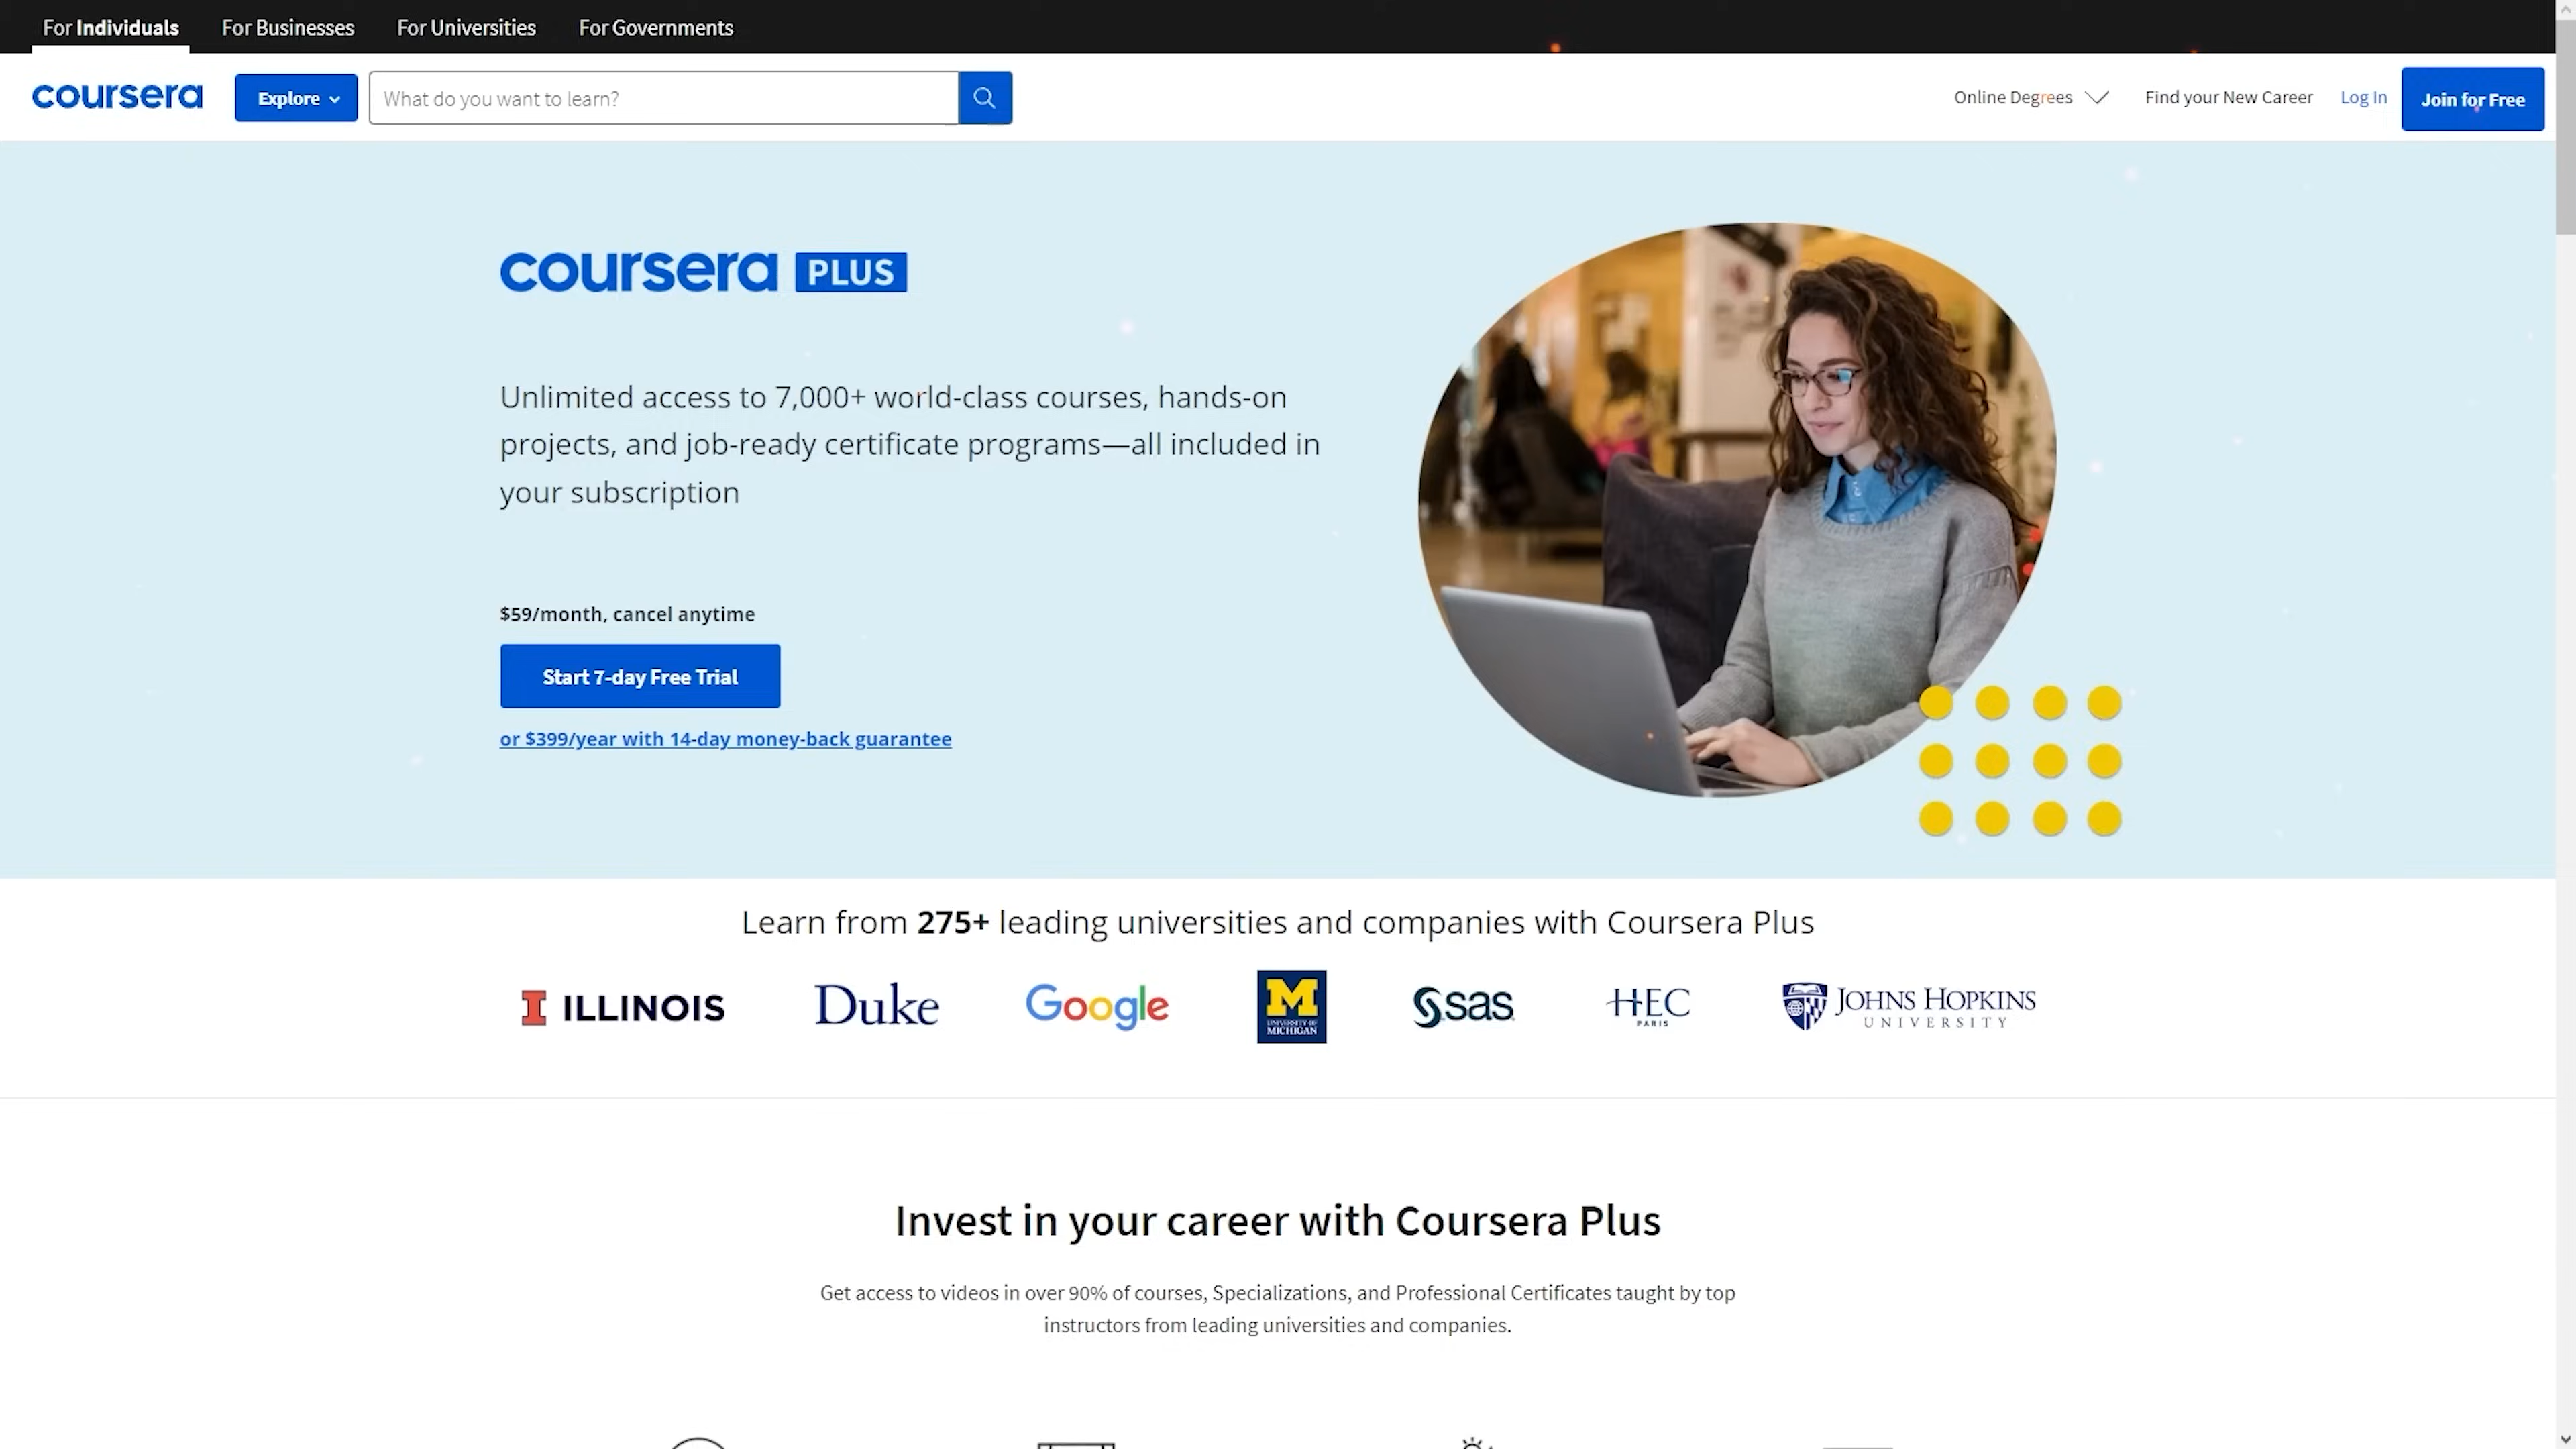 For Individuals For Businesses For Universities For Governments
coursera Explore What do you want to learn? Online Degrees Find your New Career Log In Join for Free
coursera PLUS
Unlimited access to 7,000+ world-class courses, hands-on
projects, and job-ready certificate programs—all included in
your subscription
$59/month, cancel anytime
Start 7-day Free Trial
or $399/year with 14-day money-back guarantee
Learn from 275+ leading universities and companies with Coursera Plus
I ILLINOIS
Duke
Google
M
UNIVERSITY OF
MICHIGAN
sas
HEC
PARIS
JOHNS HOPKINS
UNIVERSITY
Invest in your career with Coursera Plus
Get access to videos in over 90% of courses, Specializations, and Professional Certificates taught by top
instructors from leading universities and companies.